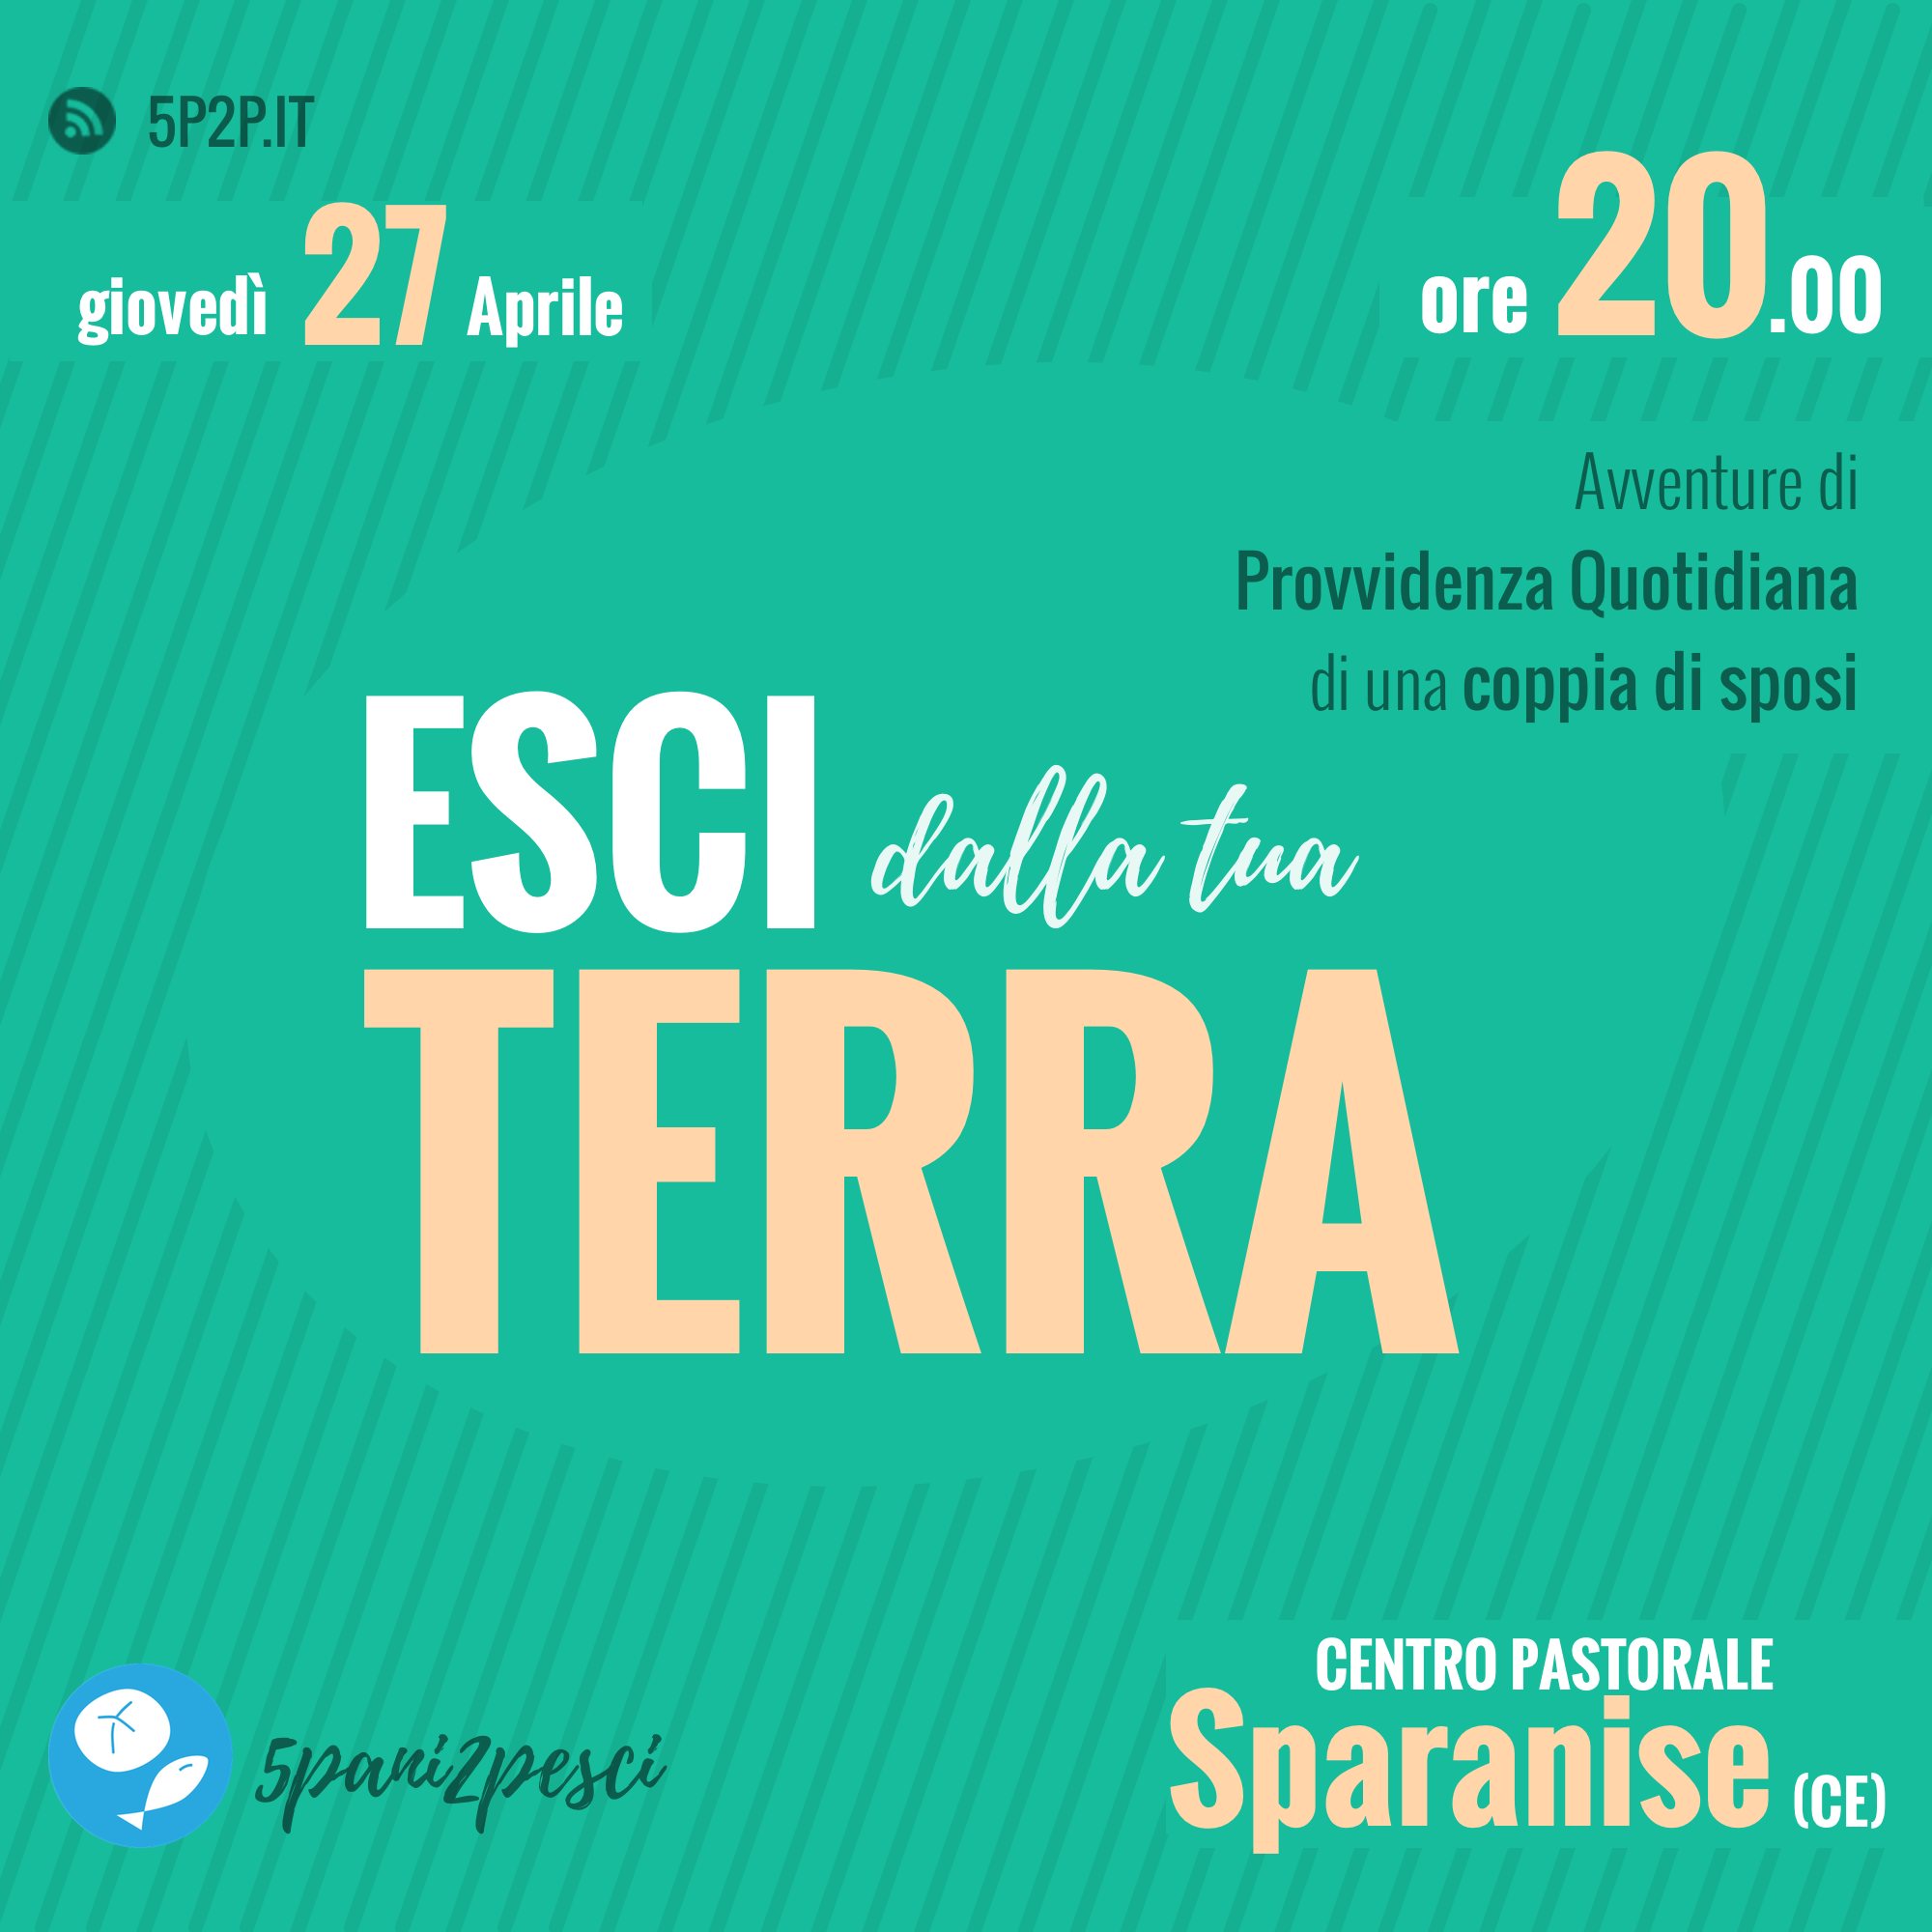 5P2P.IT
giovedì 27 Aprile
ore 20.00
Avventure di
Provvidenza Quotidiana
di una coppia di sposi
ESCI dalla tua
TERRA
5pani2pesci
CENTRO PASTORALE
Sparanise (CE)